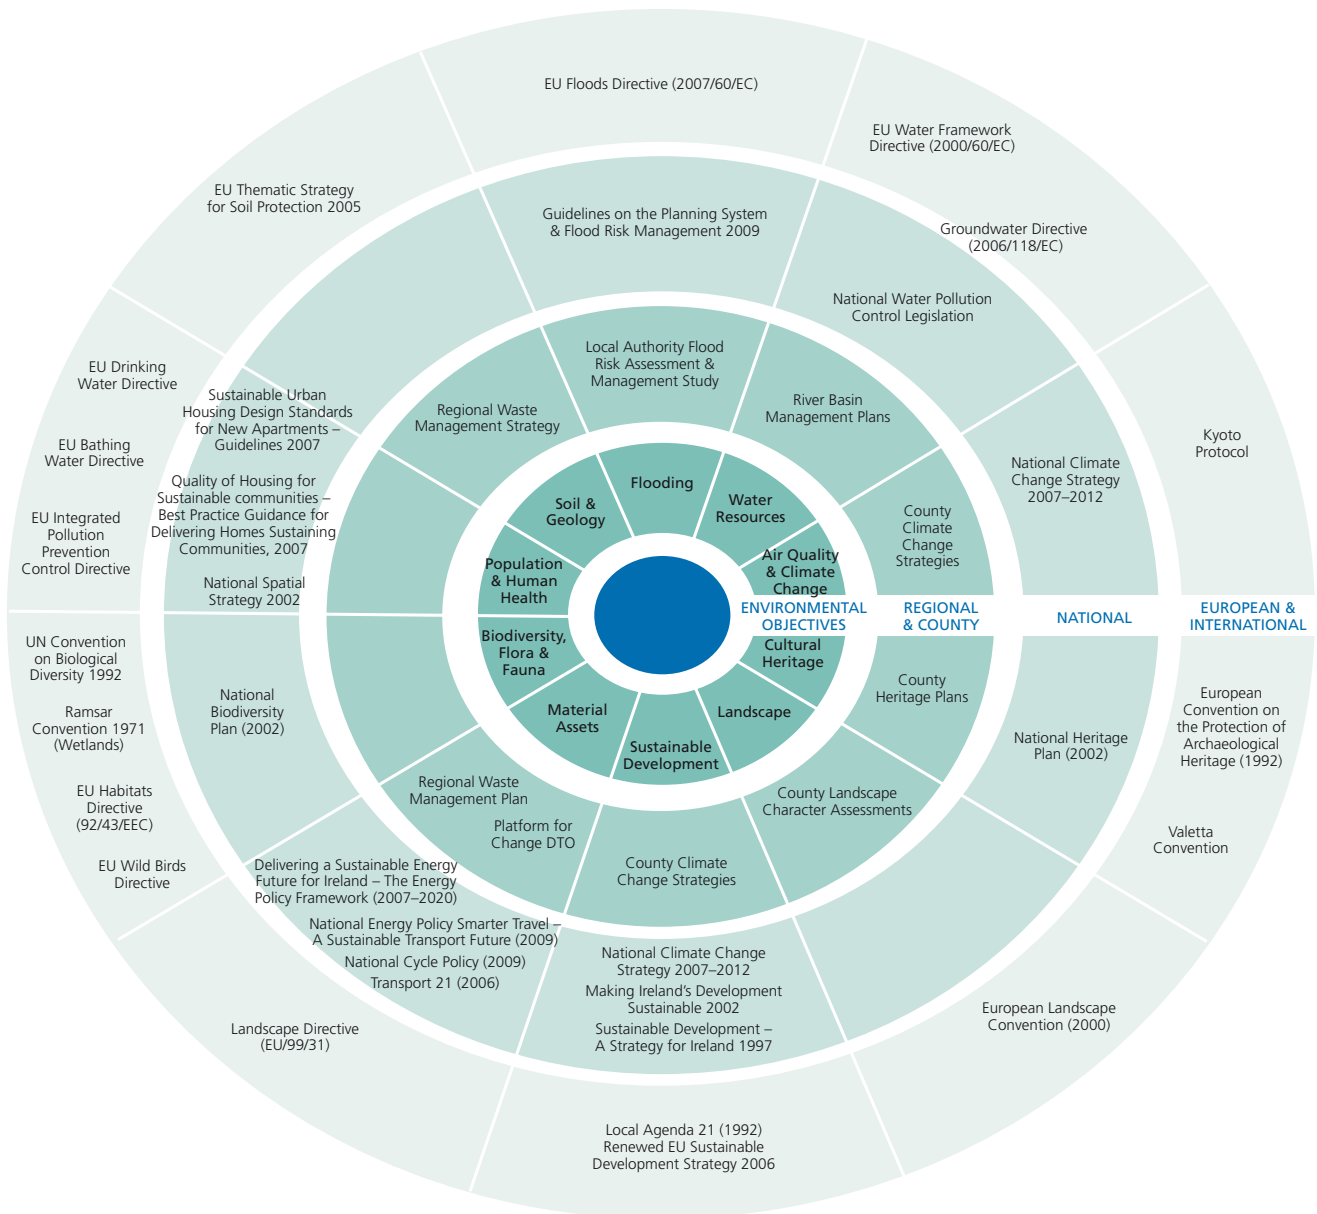 EU Floods Directive (2007/60/EC)
EU Water Framework
Directive (2000/60/EC)
Groundwater Directive
(2006/118/EC)
Kyoto
Protocol
EU Thematic Strategy
for Soil Protection 2005
EU Drinking
Water Directive
EU Bathing
Water Directive
EU Integrated
Pollution
Prevention
Control Directive
Guidelines on the Planning System
& Flood Risk Management 2009
National Water Pollution
Control Legislation
National Climate
Change Strategy
2007–2012
Sustainable Urban
Housing Design Standards
for New Apartments –
Guidelines 2007
Quality of Housing for
Sustainable communities –
Best Practice Guidance for
Delivering Homes Sustaining
Communities, 2007
National Spatial
Strategy 2002
Local Authority Flood
Risk Assessment &
Management Study
River Basin
Management Plans
County
Climate
Change
Strategies
Regional Waste
Management Strategy
Flooding
Water
Resources
Air Quality
& Climate
Change
Soil &
Geology
Population
& Human
Health
ENVIRONMENTAL
OBJECTIVES
REGIONAL
& COUNTY
NATIONAL
EUROPEAN &
INTERNATIONAL
Biodiversity,
Flora &
Fauna
Material
Assets
Sustainable
Development
Landscape
Cultural
Heritage
County
Heritage Plans
County Landscape
Character Assessments
County Climate
Change Strategies
Regional Waste
Management Plan
Platform for
Change DTO
National Heritage
Plan (2002)
National
Biodiversity
Plan (2002)
Delivering a Sustainable Energy
Future for Ireland – The Energy
Policy Framework (2007–2020)
National Energy Policy Smarter Travel –
A Sustainable Transport Future (2009)
National Cycle Policy (2009)
Transport 21 (2006)
National Climate Change
Strategy 2007–2012
Making Ireland's Development
Sustainable 2002
Sustainable Development –
A Strategy for Ireland 1997
UN Convention
on Biological
Diversity 1992
Ramsar
Convention 1971
(Wetlands)
EU Habitats
Directive
(92/43/EEC)
EU Wild Birds
Directive
Landscape Directive
(EU/99/31)
Local Agenda 21 (1992)
Renewed EU Sustainable
Development Strategy 2006
European Landscape
Convention (2000)
European
Convention on
the Protection of
Archaeological
Heritage (1992)
Valetta
Convention